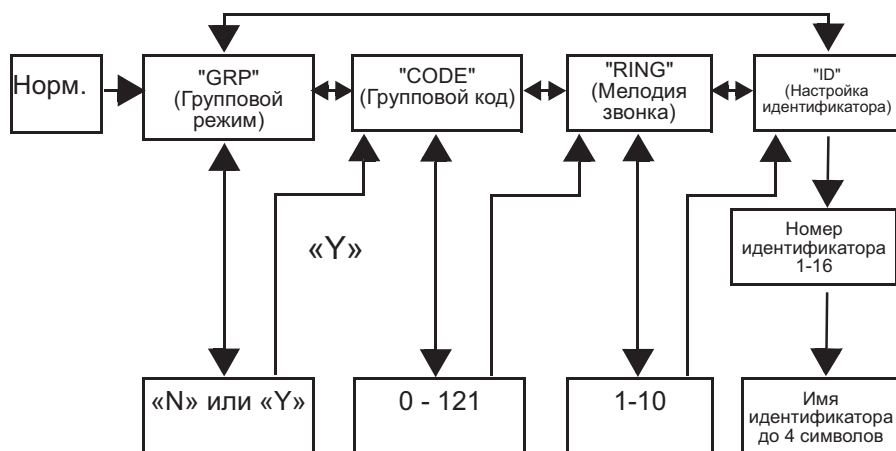 Норм.
"GRP"
(Групповой
режим)
"CODE"
(Групповой код)
"RING"
(Мелодия
звонка)
"ID"
(Настройка
идентификатора)
«Y»
Номер
идентификатора
1-16
«N» или «Y»
0 - 121
1-10
Имя
идентификатора
до 4 символов